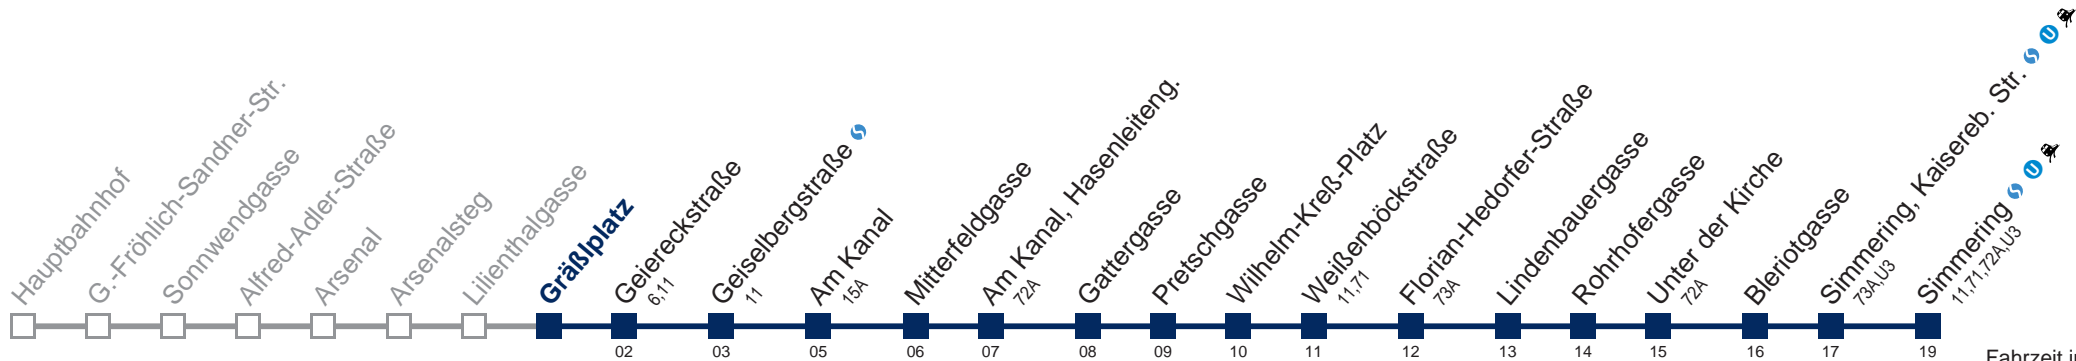 Hauptbahnhof
G.-Fröhlich-Sandner-Str.
Sonnwendgasse
Alfred-Adler-Straße
Arsenal
Arsenalsteg
Lilienthalgasse
Gräßlplatz
Geiereckstraße
6,11
Geiselbergstraße
11
Am Kanal
15A
Mitterfeldgasse
Am Kanal, Hasenleiteng.
72A
Gattergasse
Pretschgasse
Wilhelm-Kreß-Platz
Weißenböckstraße
11,71
Florian-Hedorfer-Straße
73A
Lindenbauergasse
Rohrhofergasse
Unter der Kirche
72A
Bleriotgasse
Simmering, Kaisereb. Str. S U
73A,U3
Simmering S U
11,71,72A,U3
02 03 05 06 07 08 09 10 11 12 13 14 15 16 17 19
Fahrzeit